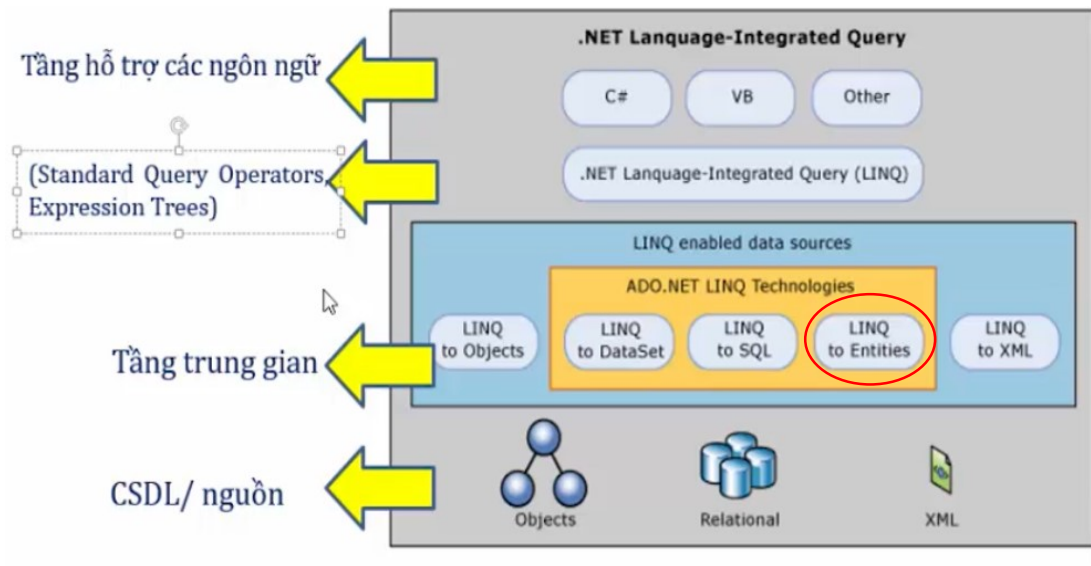 .NET Lanquage-Integrated Query
Tầng hỗ trợ các ngôn ngữ
C#
VB
Other
(Standard Query Operators,
Expression Trees)
.NET Lanquage-Integrated Query (LINQ)
LINQ enabled data sources
ADO.NET LINQ Technologies
Tầng trung gian
LINQ
to Objects
LINQ
to DataSet
LINQ
to SQL
LINQ
to Entities
LINQ
to XML
CSDL/ nguồn
Objects
Relational
XML